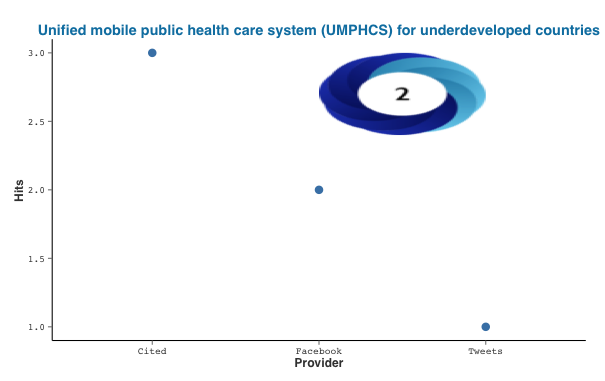 Unified mobile public health care system (UMPHCS) for underdeveloped countries
3.0
2
2.5
Hits
2.0
1.5
1.0
Cited Facebook Tweets
Provider